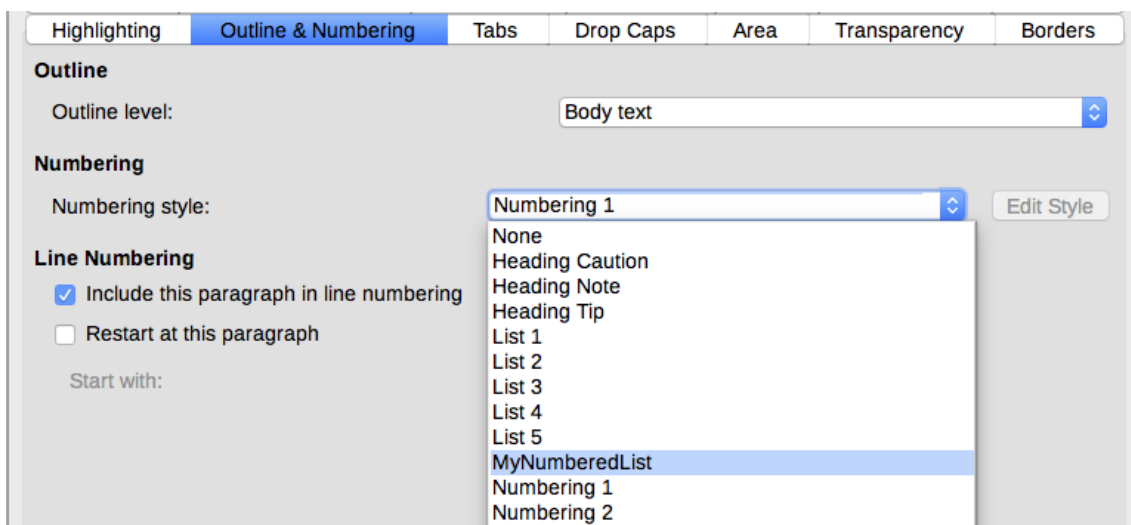 Highlighting Outline & Numbering Tabs Drop Caps Area Transparency Borders
Outline
Outline level: Body text
Numbering
Numbering style: Numbering 1 Edit Style
None
Heading Caution
Heading Note
Heading Tip
List 1
List 2
List 3
List 4
List 5
MyNumberedList
Numbering 1
Numbering 2
Line Numbering
Include this paragraph in line numbering
Restart at this paragraph
Start with: